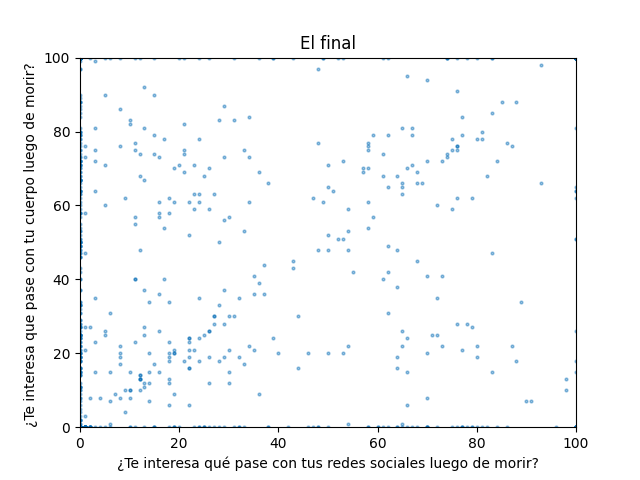 El final
¿Te interesa que pase con tu cuerpo luego de morir?
100
80
60
40
20
0
0 20 40 60 80 100
¿Te interesa qué pase con tus redes sociales luego de morir?